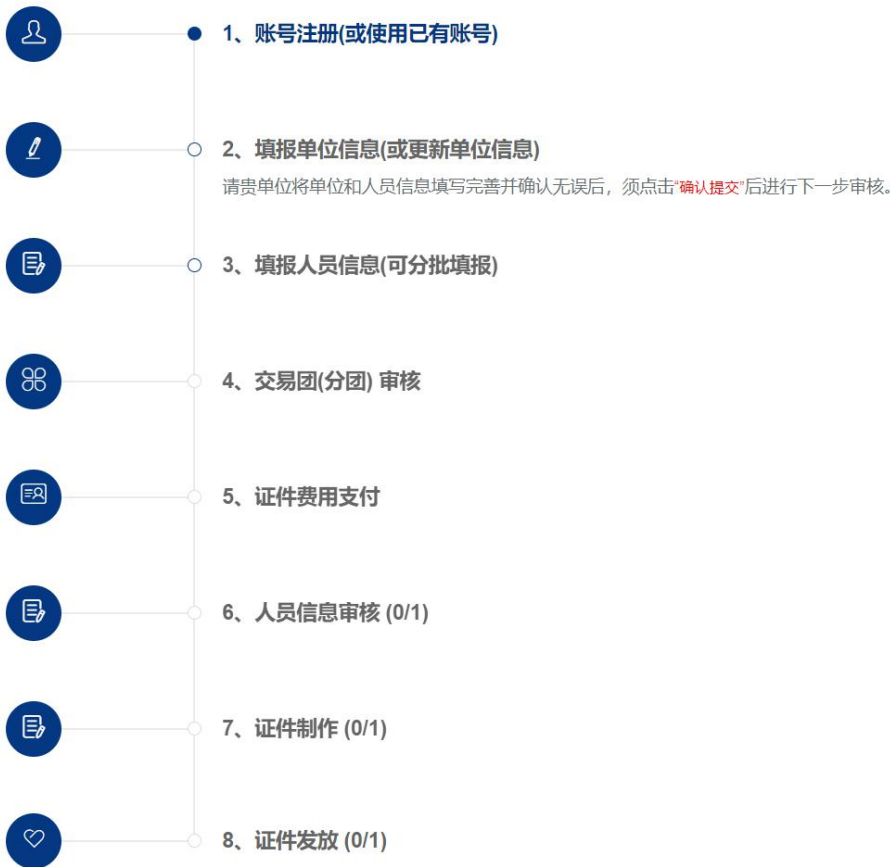 1、账号注册(或使用已有账号)
2、填报单位信息(或更新单位信息)
请贵单位将单位和人员信息填写完善并确认无误后，须点击“确认提交”后进行下一步审核。
3、填报人员信息(可分批填报)
4、交易团(分团) 审核
5、证件费用支付
6、人员信息审核 (0/1)
7、证件制作 (0/1)
8、证件发放 (0/1)